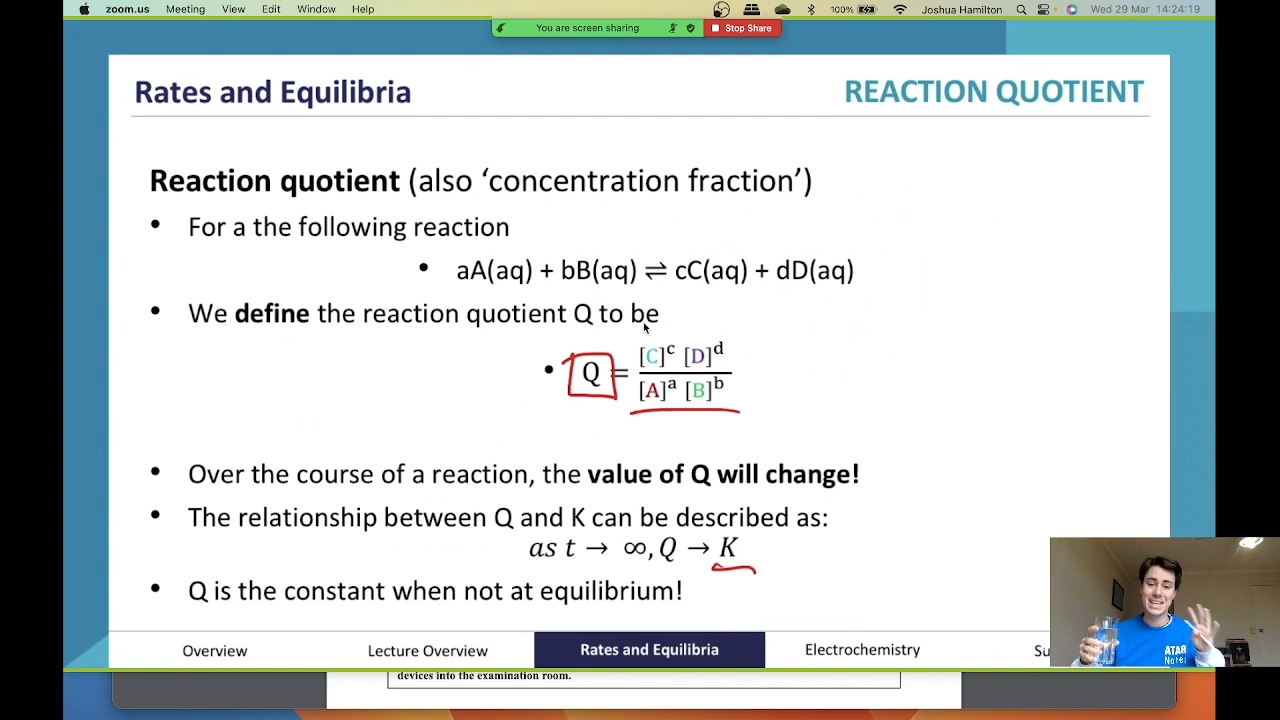 zoom.us Meeting View Edit Window Help 100% Joshua Hamilton Wed 29 Mar 14:24:19
You are screen sharing Stop Share
Rates and Equilibria REACTION QUOTIENT
Reaction quotient (also ‘concentration fraction’)
• For a the following reaction
• aA(aq) + bB(aq) ⇌ cC(aq) + dD(aq)
• We define the reaction quotient Q to be
• Q = [C]^c [D]^d / [A]^a [B]^b
• Over the course of a reaction, the value of Q will change!
• The relationship between Q and K can be described as:
as t → ∞, Q → K
• Q is the constant when not at equilibrium!
ATAR
Notes
Overview Lecture Overview Rates and Equilibria Electrochemistry
devices into the examination room.